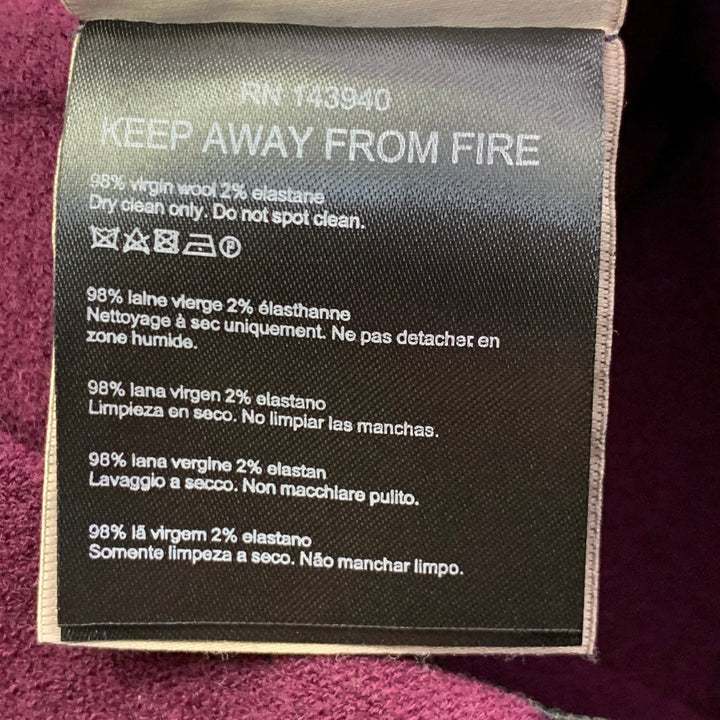 RN 143940
KEEP AWAY FROM FIRE
98% virgin wool 2% elastane
Dry clean only. Do not spot clean.
98% laine vierge 2% élasthanne
Nettoyage à sec uniquement. Ne pas detacher en
zone humide.
98% lana virgen 2% elastano
Limpieza en seco. No limpiar las manchas.
98% lana vergine 2% elastan
Lavaggio a secco. Non macchiare pulito.
98% lã virgem 2% elastano
Somente limpeza a seco. Não manchar limpo.